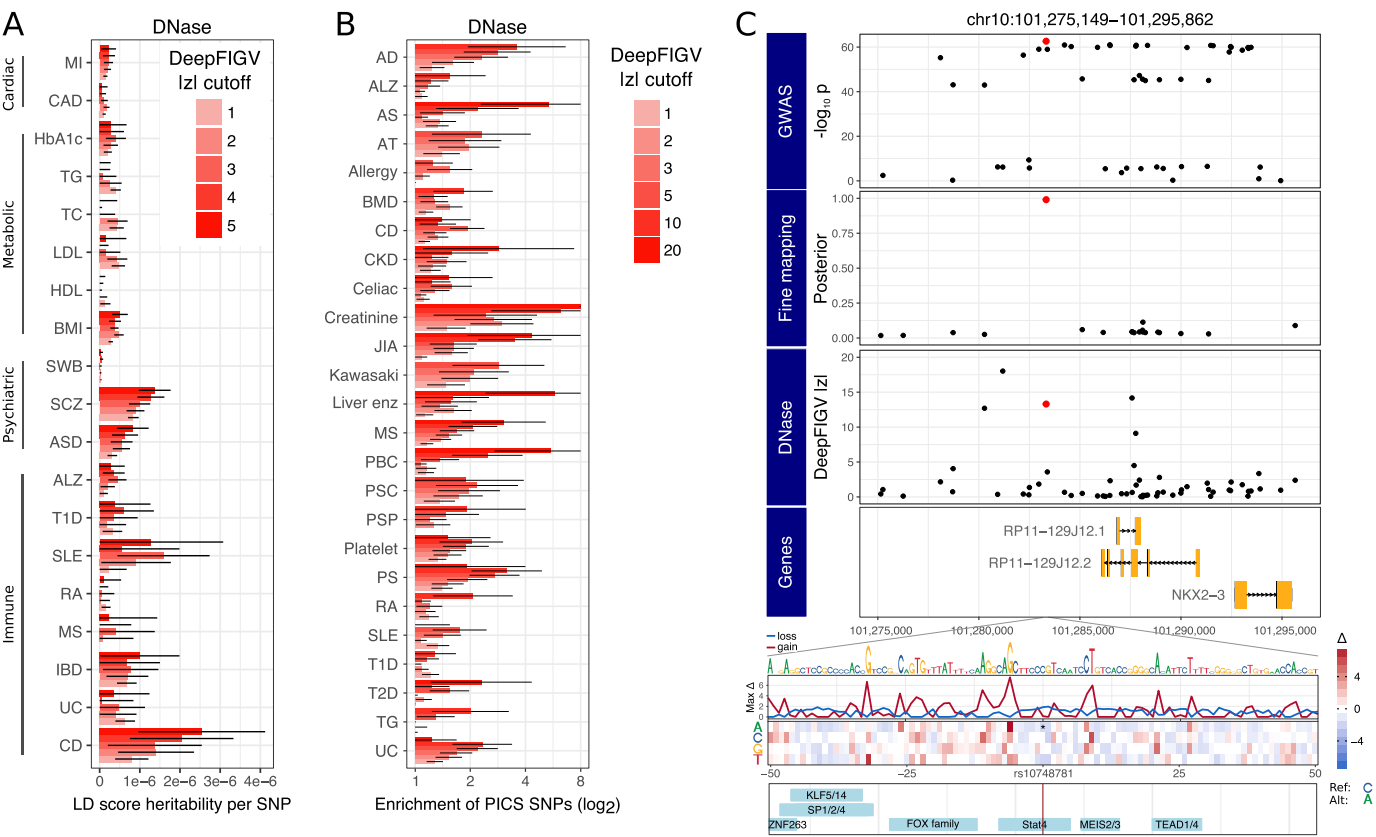 A
DNase
DeepFIGV
lzl cutoff
1
2
3
4
5
Cardiac
Metabolic
Psychiatric
Immune
MI
CAD
HbA1c
TG
TC
LDL
HDL
BMI
SWB
SCZ
ASD
ALZ
T1D
SLE
RA
MS
IBD
UC
CD
0 1e−6 2e−6 3e−6 4e−6
LD score heritability per SNP
B
DNase
DeepFIGV
lzl cutoff
1
2
3
5
10
20
AD
ALZ
AS
AT
Allergy
BMD
CD
CKD
Celiac
Creatinine
JIA
Kawasaki
Liver enz
MS
PBC
PSC
PSP
Platelet
PS
RA
SLE
T1D
T2D
TG
UC
1 2 4 8
Enrichment of PICS SNPs (log2)
C
chr10:101,275,149−101,295,862
GWAS
-log10 p
60
40
20
0
Fine mapping
Posterior
1.00
0.75
0.50
0.25
0.00
DNase
DeepFIGV lzl
20
15
10
5
0
Genes
RP11−129J12.1
RP11−129J12.2
NKX2−3
101,275,000 101,280,000 101,285,000 101,290,000 101,295,000
loss
gain
Max Δ
6
4
2
0
A
C
G
T
*
−50 -25 rs10748781 25 50
Δ
4
0
−4
Ref: C
Alt: A
KLF5/14
SP1/2/4
ZNF263 FOX family Stat4 MEIS2/3 TEAD1/4